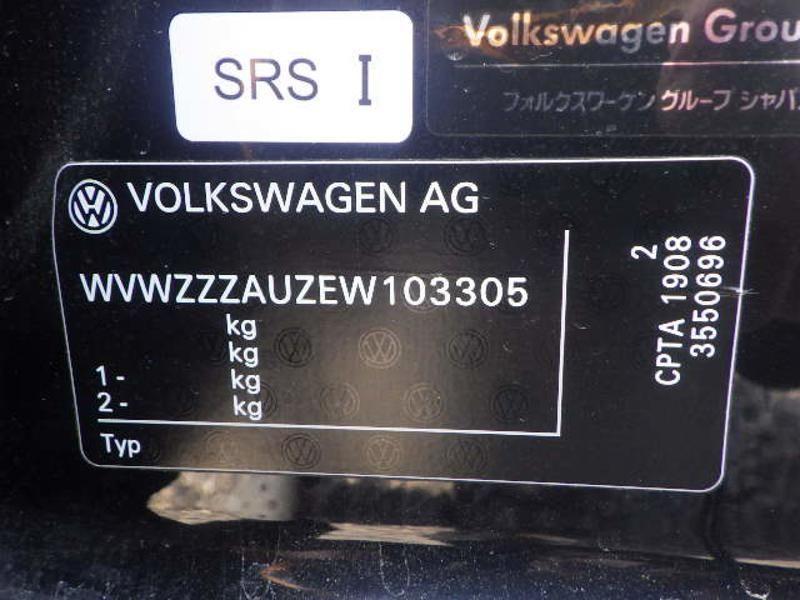 SRS I
Volkswagen Grou
フォルクスワーゲン グループ ジャパ
VOLKSWAGEN AG
WVWZZZAUZEW103305
kg
kg
1- kg
2- kg
Typ
2
CPTA 1908
3550696